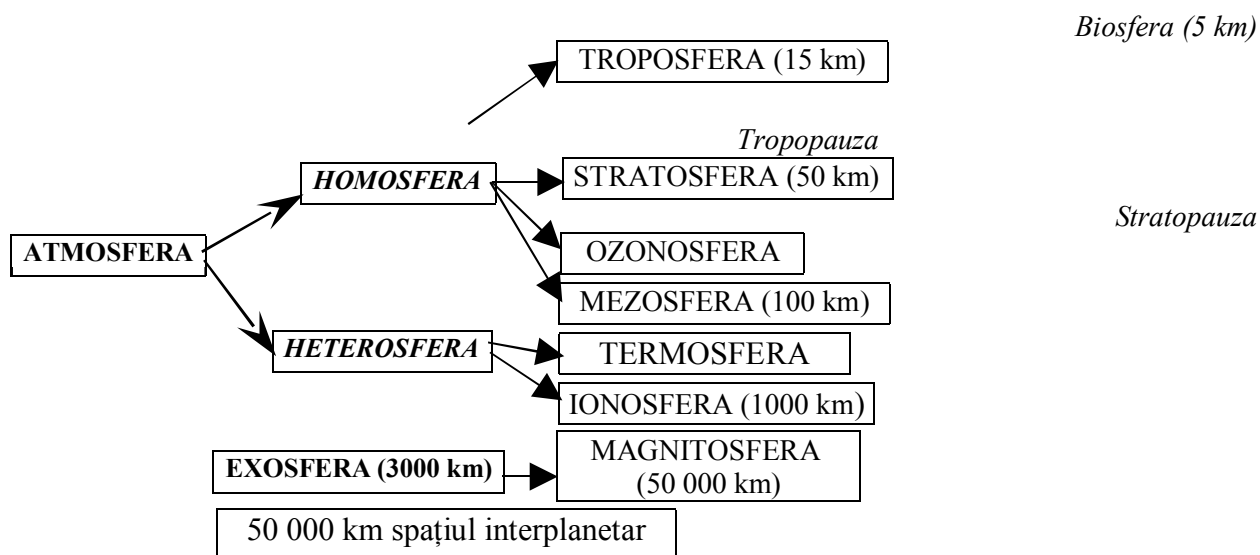 Biosfera (5 km)
TROPOSFERA (15 km)
Tropopauza
HOMOSFERA
STRATOSFERA (50 km)
Stratopauza
ATMOSFERA
OZONOSFERA
MEZOSFERA (100 km)
HETEROSFERA
TERMOSFERA
IONOSFERA (1000 km)
EXOSFERA (3000 km)
MAGNITOSFERA
(50 000 km)
50 000 km spațiul interplanetar